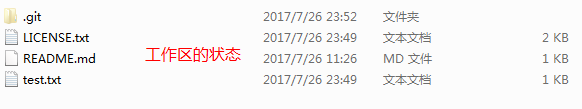 .git 2017/7/26 23:52 文件夹
LICENSE.txt 2017/7/26 23:49 文本文档 2 KB
README.md 工作区的状态 2017/7/26 11:26 MD 文件 1 KB
test.txt 2017/7/26 23:49 文本文档 1 KB